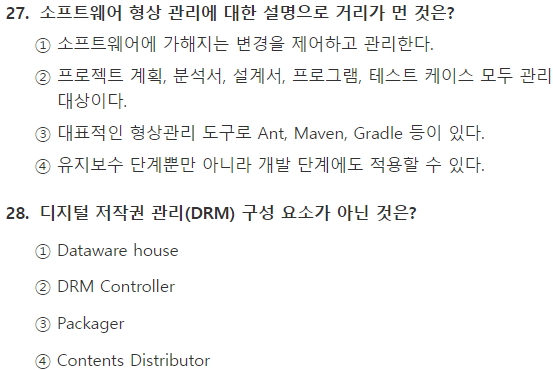 27. 소프트웨어 형상 관리에 대한 설명으로 거리가 먼 것은?
① 소프트웨어에 가해지는 변경을 제어하고 관리한다.
② 프로젝트 계획, 분석서, 설계서, 프로그램, 테스트 케이스 모두 관리
대상이다.
③ 대표적인 형상관리 도구로 Ant, Maven, Gradle 등이 있다.
④ 유지보수 단계뿐만 아니라 개발 단계에도 적용할 수 있다.
28. 디지털 저작권 관리(DRM) 구성 요소가 아닌 것은?
① Dataware house
② DRM Controller
③ Packager
④ Contents Distributor